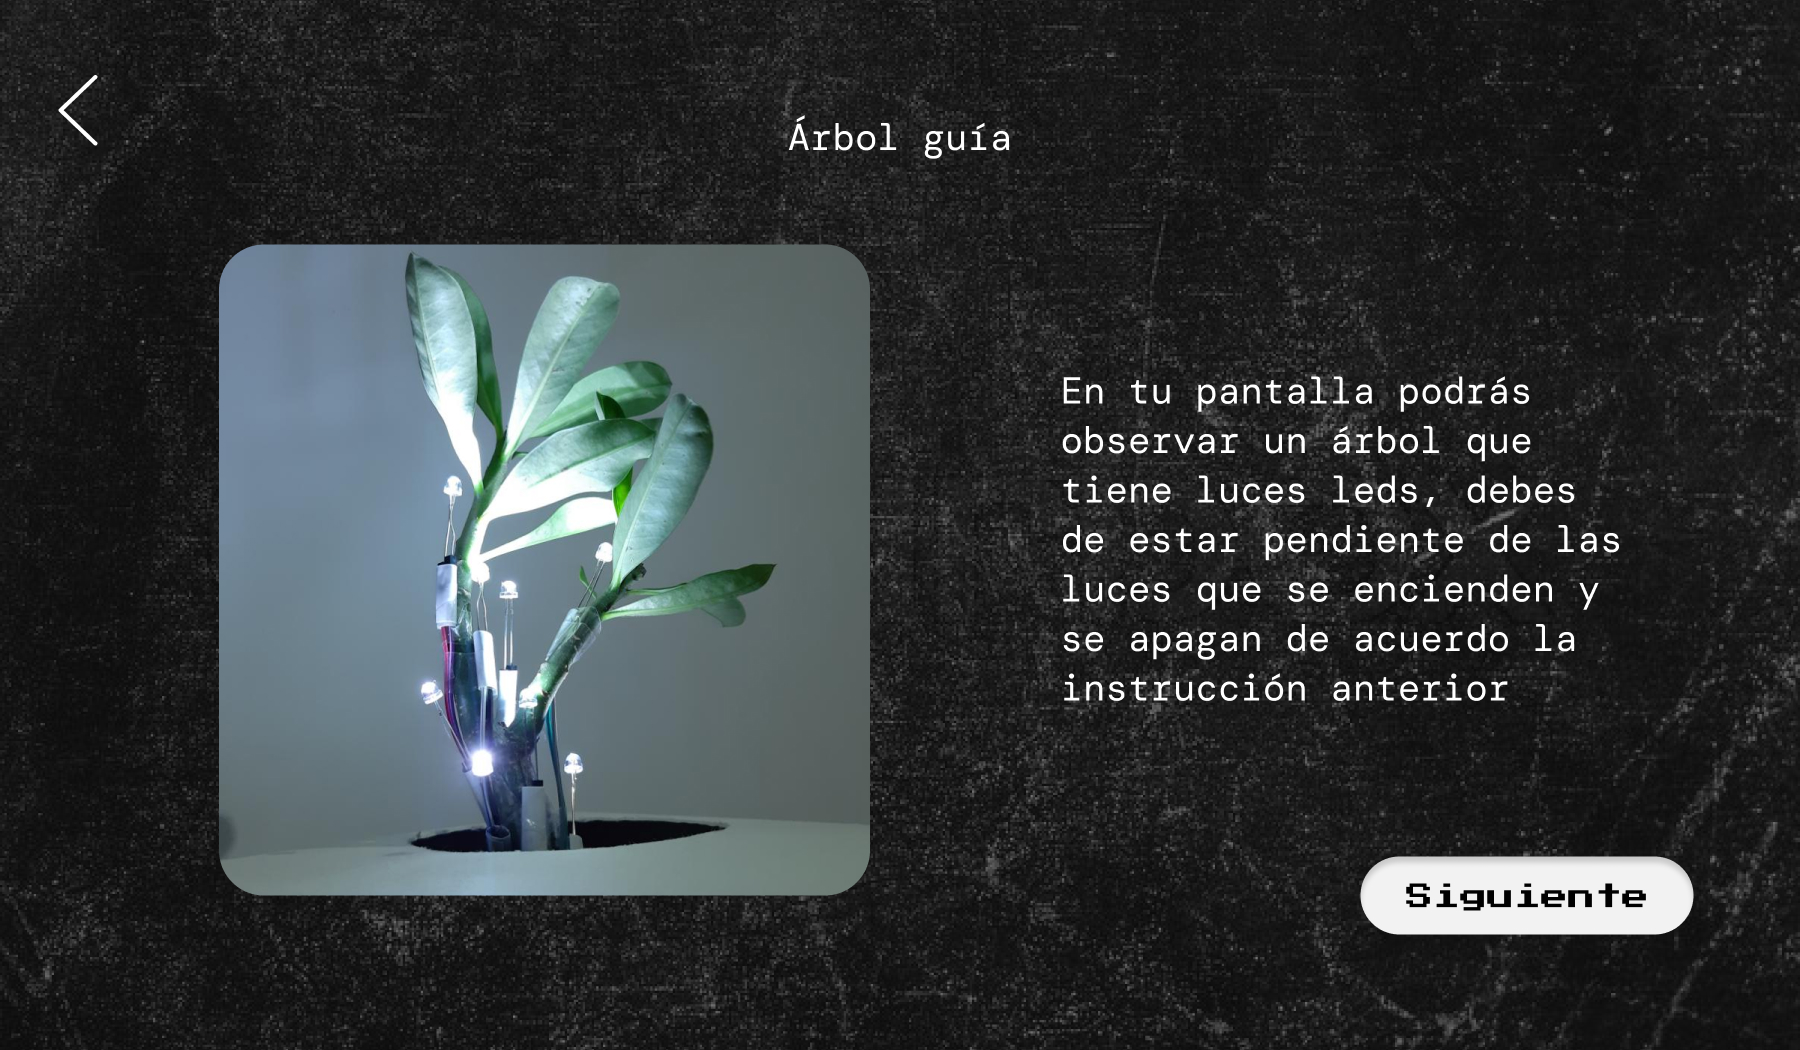 Árbol guía
En tu pantalla podrás
observar un árbol que
tiene luces leds, debes
de estar pendiente de las
luces que se encienden y
se apagan de acuerdo la
instrucción anterior
Siguiente